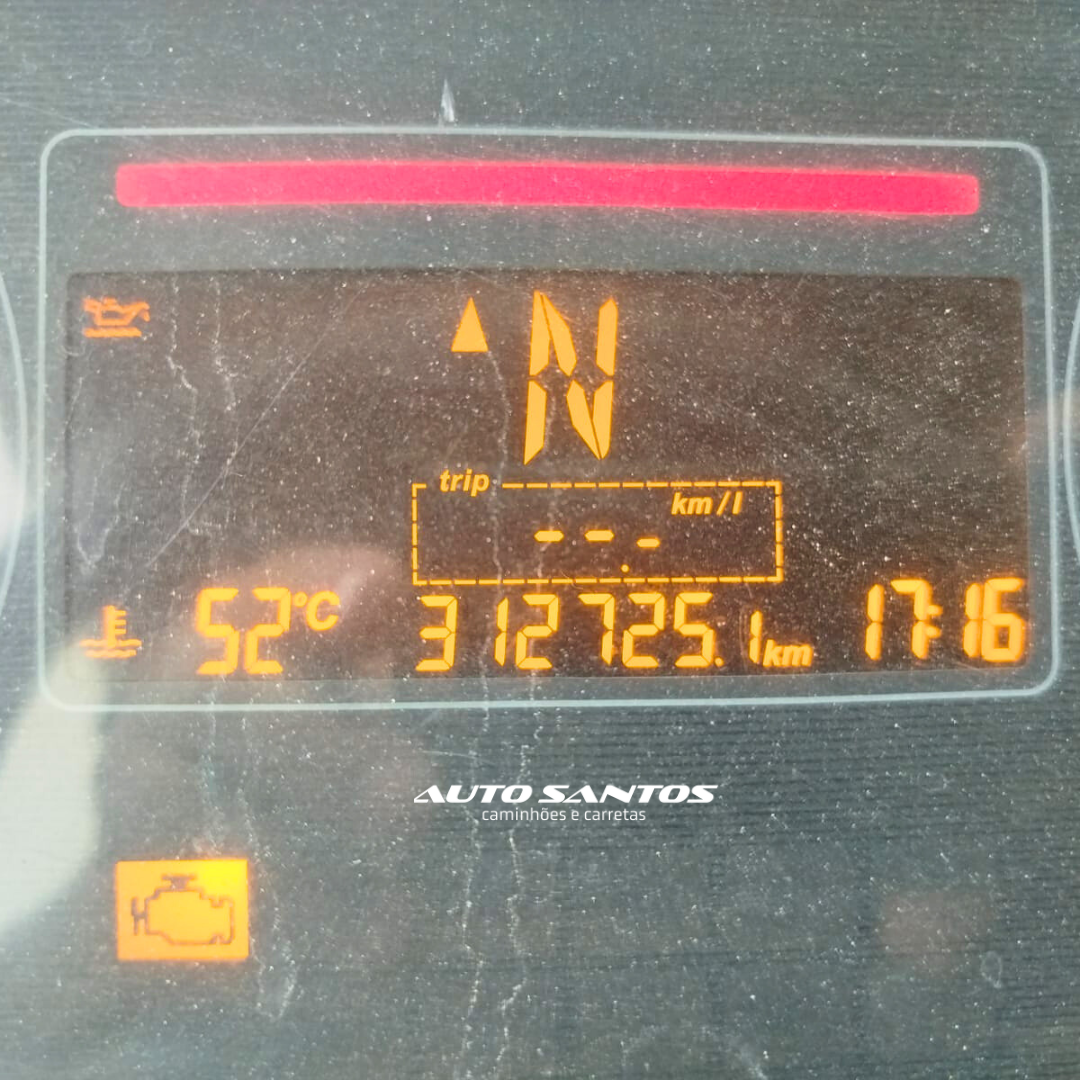 N
trip
km/l
--.-
52°C 312725.1km 17:16
AUTO SANTOS
caminhões e carretas